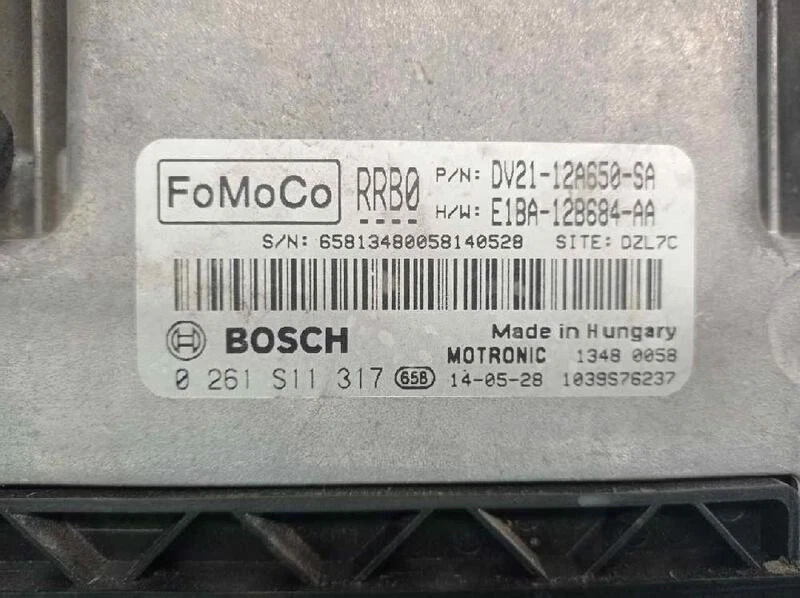 FoMoCo RRB0 P/N: DV21-12A650-SA
H/W: E1BA-12B684-AA
S/N: 65813480058140528 SITE: DZL7C
BOSCH Made in Hungary
MOTRONIC 1348 0058
0 261 S11 317 65B 14-05-28 1039S76237